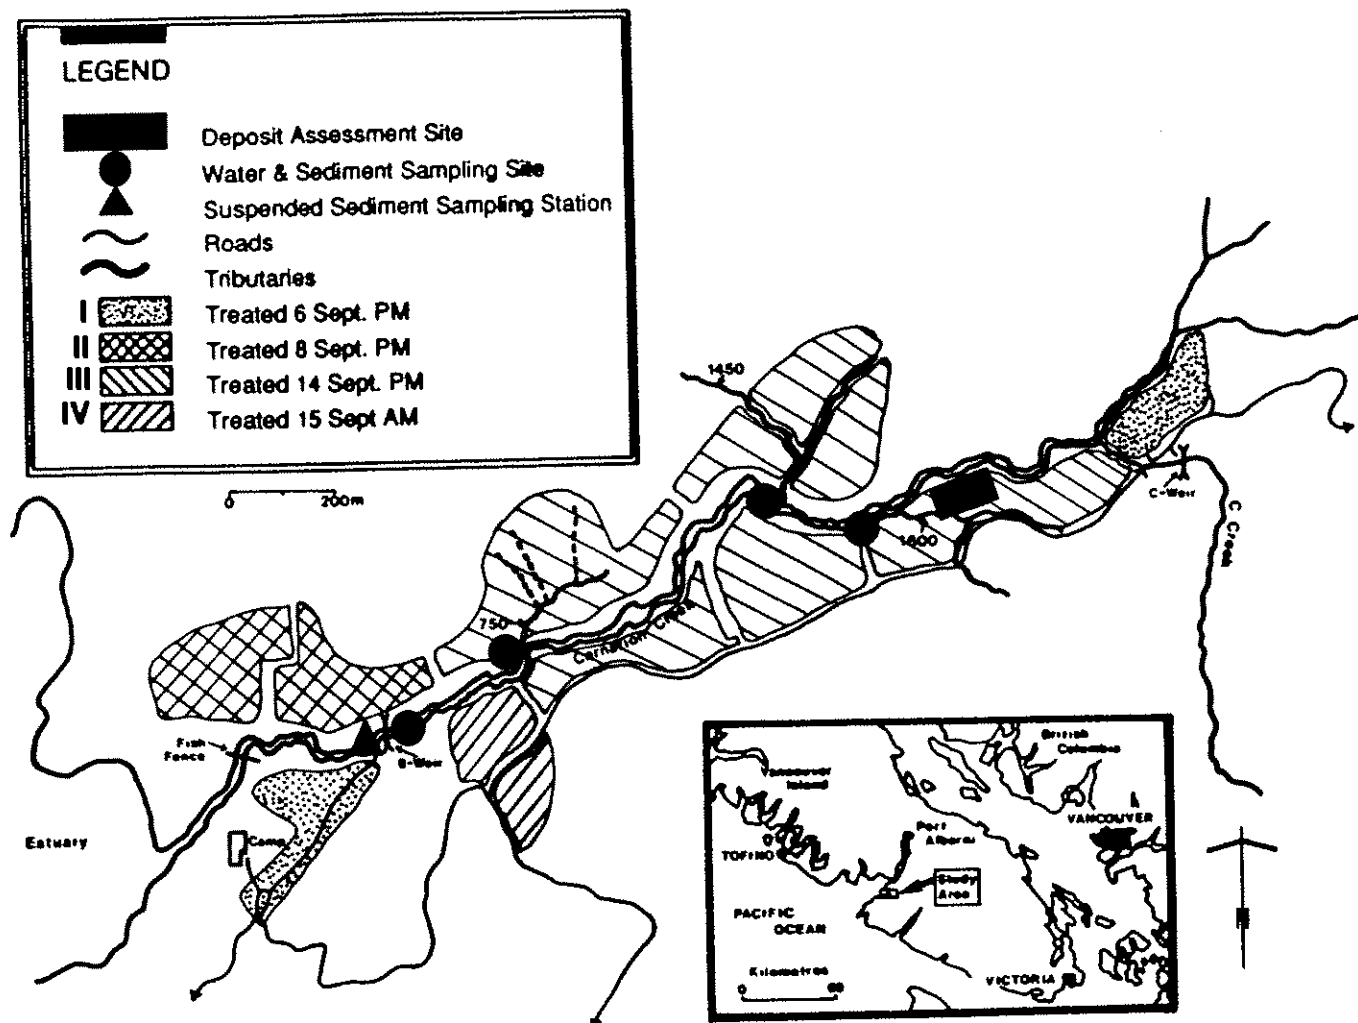 LEGEND
Deposit Assessment Site
Water & Sediment Sampling Site
Suspended Sediment Sampling Station
Roads
Tributaries
I Treated 6 Sept. PM
II Treated 8 Sept. PM
III Treated 14 Sept. PM
IV Treated 15 Sept AM
0 200m
1450
C-Weir
C Creek
1600
750
Carnation Creek
Fish
Fence
B-Weir
Estuary
Camp
British
Columbia
Vancouver
Island
VANCOUVER
Port
Alberni
TOFINO
Study
Area
PACIFIC
OCEAN
Kilometres
0 60
VICTORIA